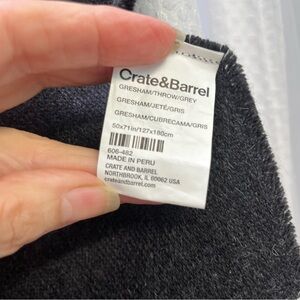 Crate&Barrel
GRESHAM/THROW/GREY
GRESHAM/JETÉ/GRIS
GRESHAM/CUBRECAMA/GRIS
50x71in/127x180cm
606-482
MADE IN PERU
CRATE AND BARREL
NORTHBROOK, IL 60062 USA
crateandbarrel.com